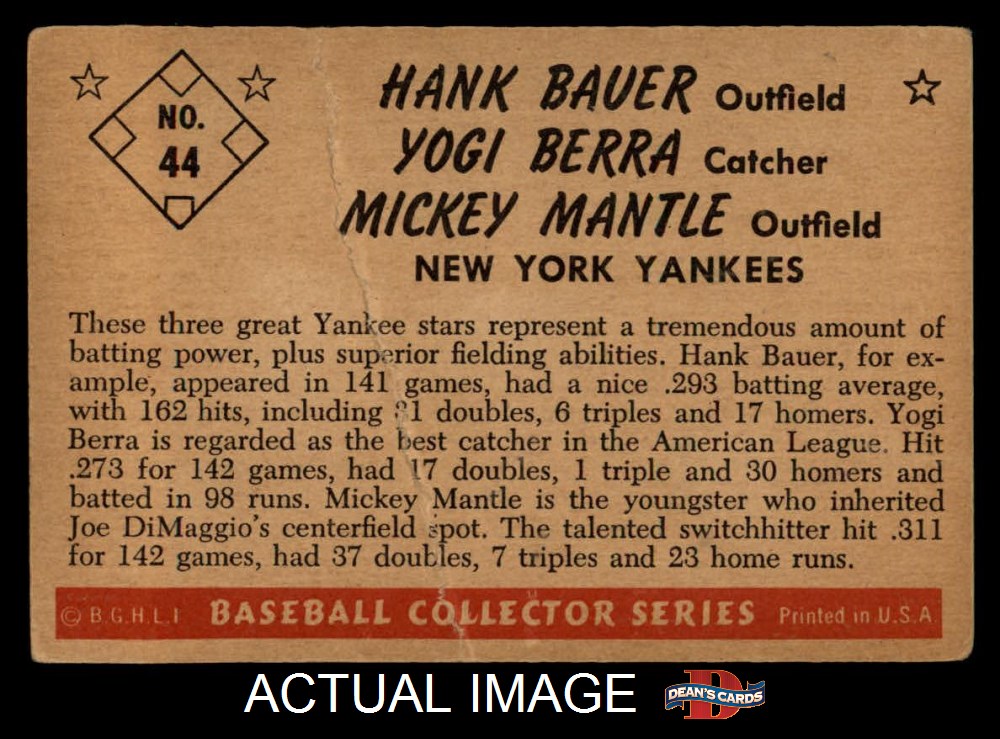 NO.
44
HANK BAUER Outfield
YOGI BERRA Catcher
MICKEY MANTLE Outfield
NEW YORK YANKEES
These three great Yankee stars represent a tremendous amount of
batting power, plus superior fielding abilities. Hank Bauer, for ex-
ample, appeared in 141 games, had a nice .293 batting average,
with 162 hits, including 31 doubles, 6 triples and 17 homers. Yogi
Berra is regarded as the best catcher in the American League. Hit
.273 for 142 games, had 17 doubles, 1 triple and 30 homers and
batted in 98 runs. Mickey Mantle is the youngster who inherited
Joe DiMaggio's centerfield spot. The talented switchhitter hit .311
for 142 games, had 37 doubles, 7 triples and 23 home runs.
© B.G.H.L.I BASEBALL COLLECTOR SERIES Printed in U.S.A
ACTUAL IMAGE DEAN'S CARDS